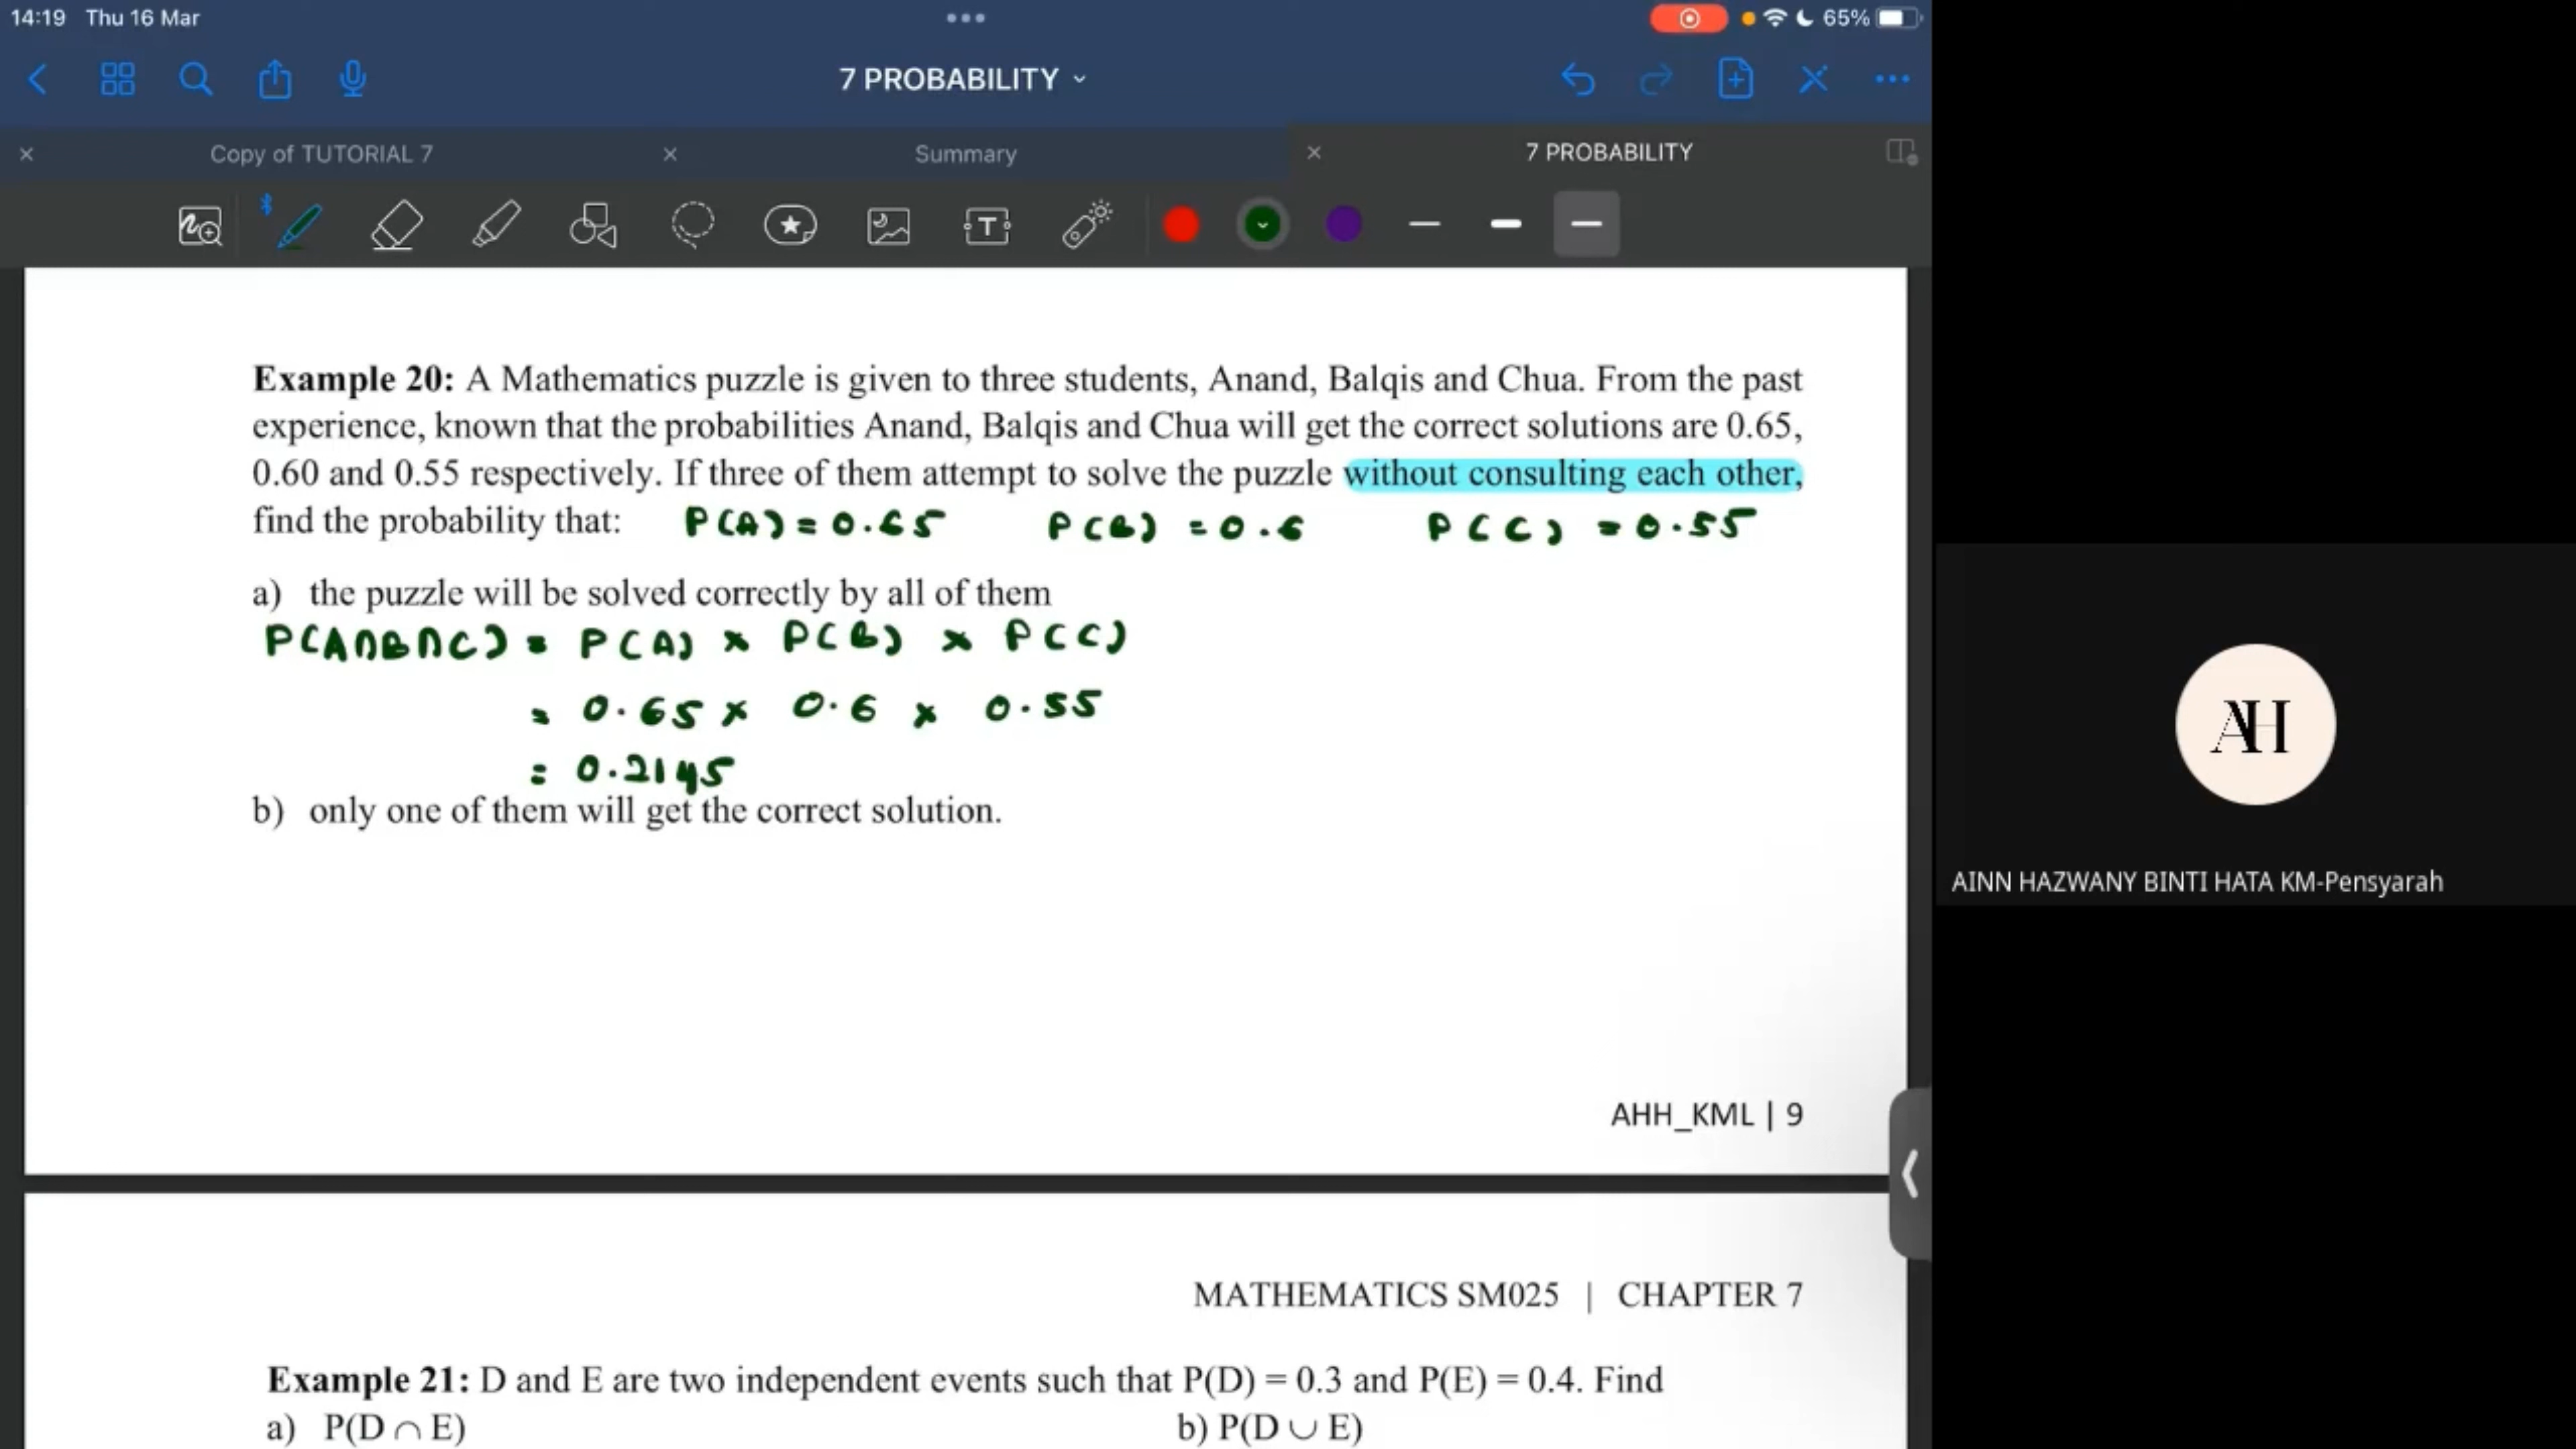 14:19 Thu 16 Mar
65%
7 PROBABILITY
Copy of TUTORIAL 7
Summary
7 PROBABILITY
T
Example 20: A Mathematics puzzle is given to three students, Anand, Balqis and Chua. From the past
experience, known that the probabilities Anand, Balqis and Chua will get the correct solutions are 0.65,
0.60 and 0.55 respectively. If three of them attempt to solve the puzzle without consulting each other,
find the probability that: P(A) = 0.65 P(B) = 0.6 P(C) = 0.55
a) the puzzle will be solved correctly by all of them
P(A∩B∩C) = P(A) × P(B) × P(C)
= 0.65 × 0.6 × 0.55
= 0.2145
b) only one of them will get the correct solution.
AHH_KML | 9
MATHEMATICS SM025 | CHAPTER 7
Example 21: D and E are two independent events such that P(D) = 0.3 and P(E) = 0.4. Find
a) P(D ∩ E) b) P(D ∪ E)
AH
AINN HAZWANY BINTI HATA KM-Pensyarah